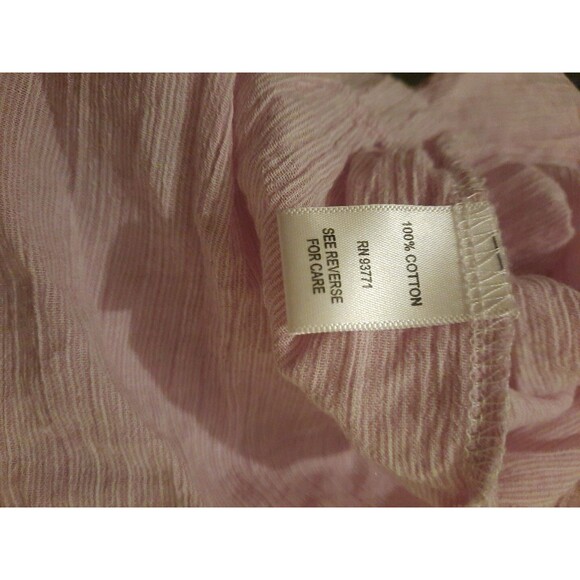 100% COTTON
RN 93771
SEE REVERSE
FOR CARE